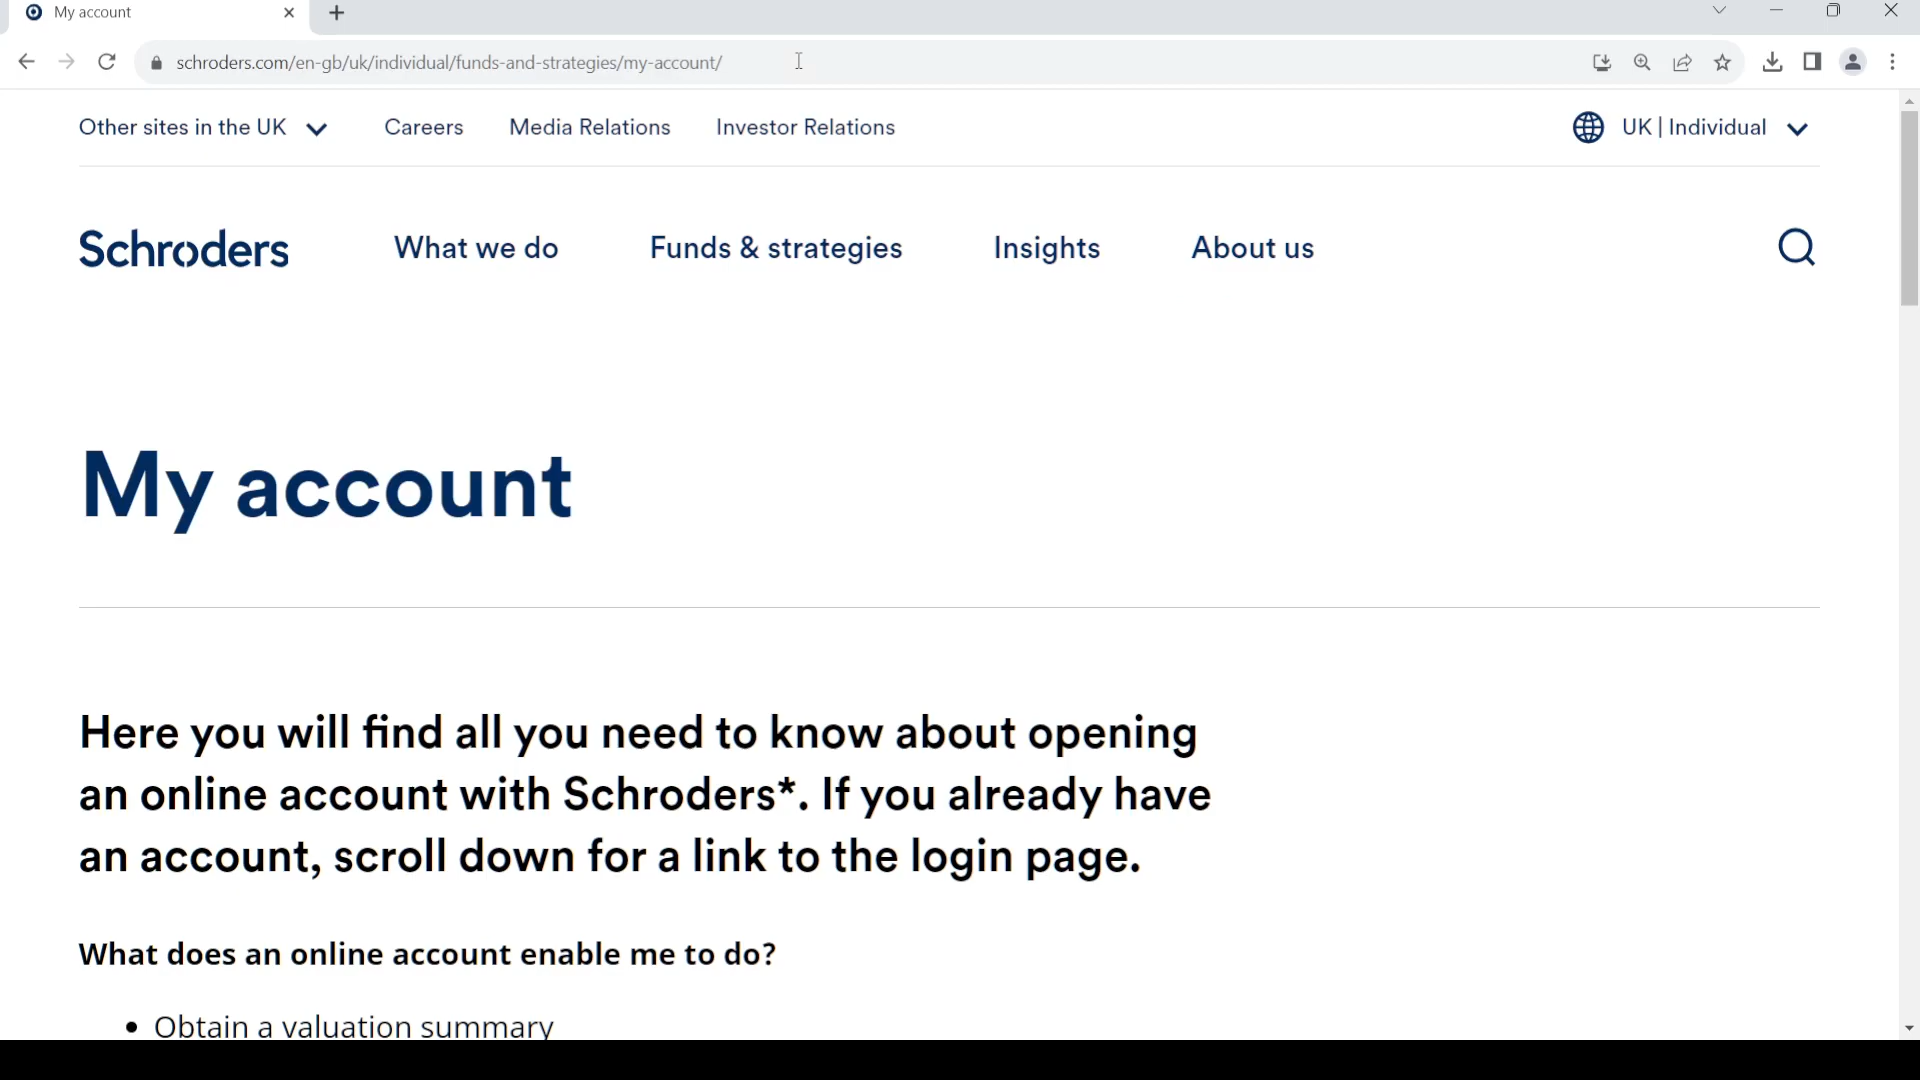 My account
schroders.com/en-gb/uk/individual/funds-and-strategies/my-account/
Other sites in the UK
Careers
Media Relations
Investor Relations
UK | Individual
Schroders
What we do
Funds & strategies
Insights
About us
My account
Here you will find all you need to know about opening
an online account with Schroders*. If you already have
an account, scroll down for a link to the login page.
What does an online account enable me to do?
• Obtain a valuation summary